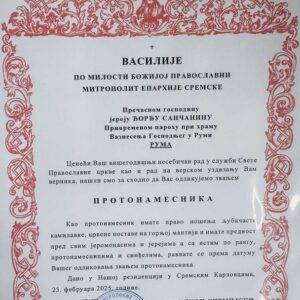 ВАСИЛИЈЕ
ПО МИЛОСТИ БОЖИЈОЈ ПРАВОСЛАВНИ
МИТРОПОЛИТ ЕПАРХИЈЕ СРЕМСКЕ
Пречасном господину
јереју ЂОРЂУ САНЧАНИНУ
Привременом пароху при храму
Вазнесења Господњег у Руми
РУМА
Ценећи Ваш вишегодишњи несебичан рад у служби Свете
Православне цркве као и рад на верском уздизању Вам
верника, нашли смо за сходно да Вас одликујемо звањем
ПРОТОНАМЕСНИКА
Као протонамесник имате право ношења љубичасте
камилавке, црвене поставе на горњој мантији и имате предност
пред свим јеромонасима и јерејима а са истим по рангу,
протонамесницима и синђелима, равнате се према датуму
Вашег одликовања звањем протонамесника.
Дано у Нашој резиденцији у Сремским Карловцима,
23. фебруара 2025. године.